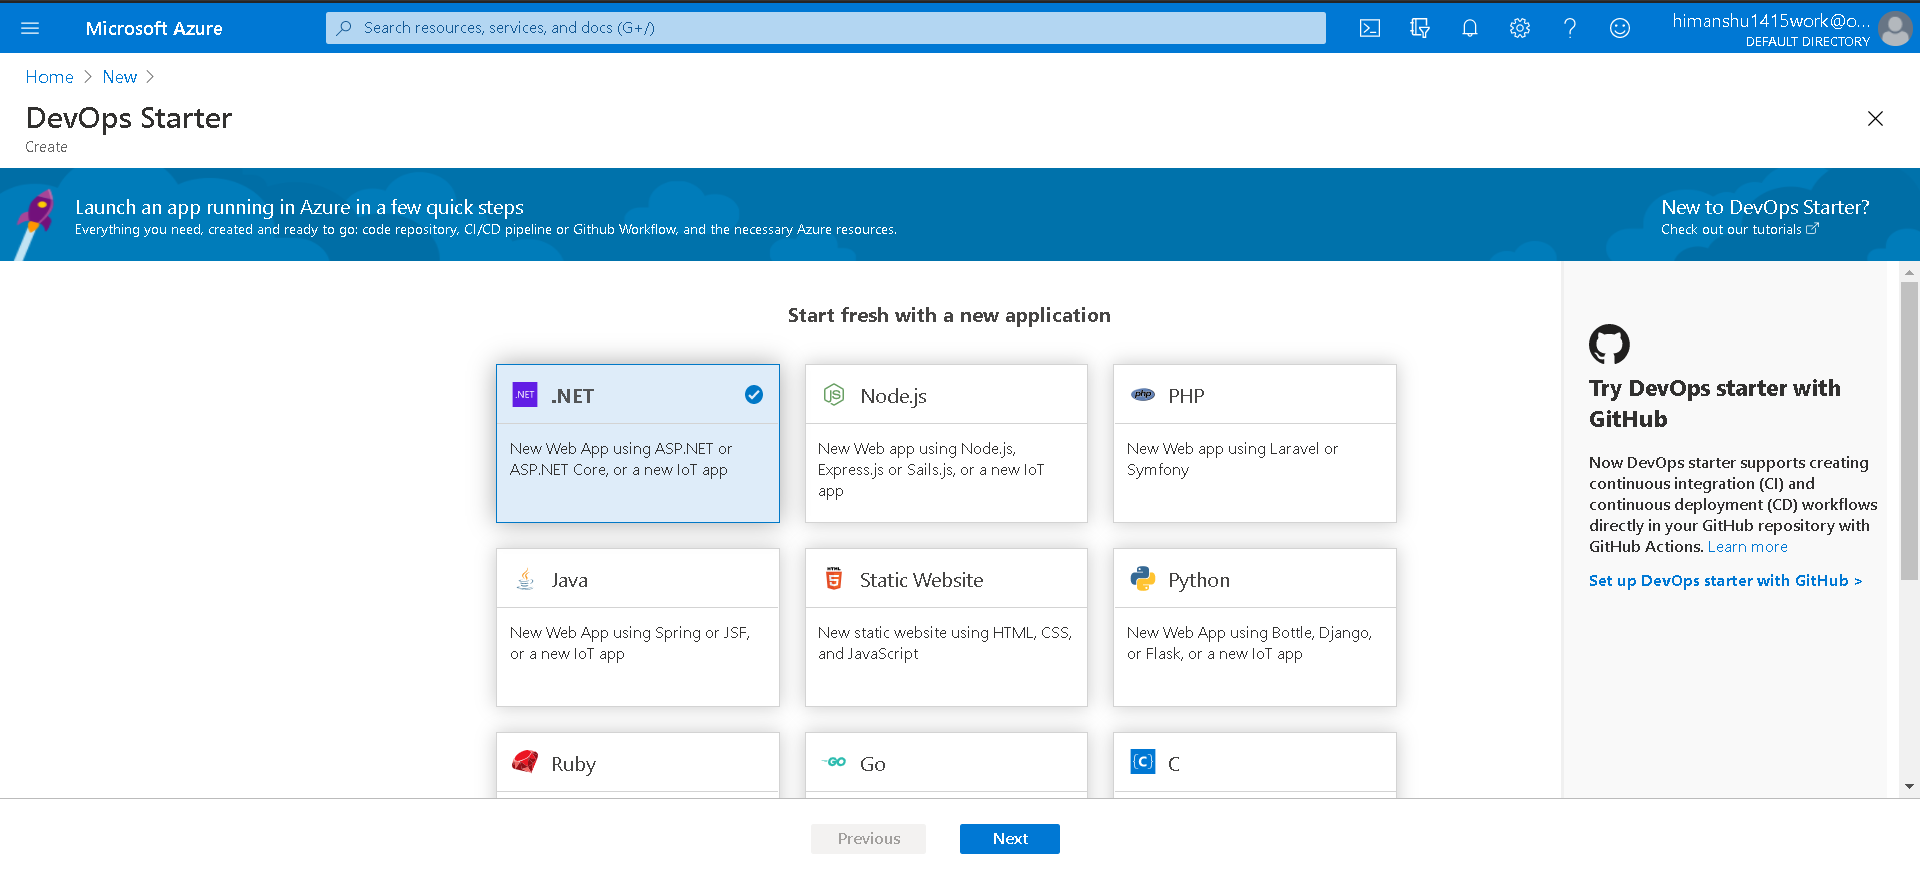 Microsoft Azure
Search resources, services, and docs (G+/)
himanshu1415work@o...
DEFAULT DIRECTORY
Home > New >
DevOps Starter
Create
Launch an app running in Azure in a few quick steps
Everything you need, created and ready to go: code repository, CI/CD pipeline or Github Workflow, and the necessary Azure resources.
New to DevOps Starter?
Check out our tutorials
Start fresh with a new application
.NET
.NET
New Web App using ASP.NET or
ASP.NET Core, or a new IoT app
JS
Node.js
New Web app using Node.js,
Express.js or Sails.js, or a new IoT
app
php
PHP
New Web app using Laravel or
Symfony
Java
New Web App using Spring or JSF,
or a new IoT app
HTML
5
Static Website
New static website using HTML, CSS,
and JavaScript
Python
New Web App using Bottle, Django,
or Flask, or a new IoT app
Ruby
GO
Go
{C}
C
Try DevOps starter with
GitHub
Now DevOps starter supports creating
continuous integration (CI) and
continuous deployment (CD) workflows
directly in your GitHub repository with
GitHub Actions. Learn more
Set up DevOps starter with GitHub >
Previous
Next